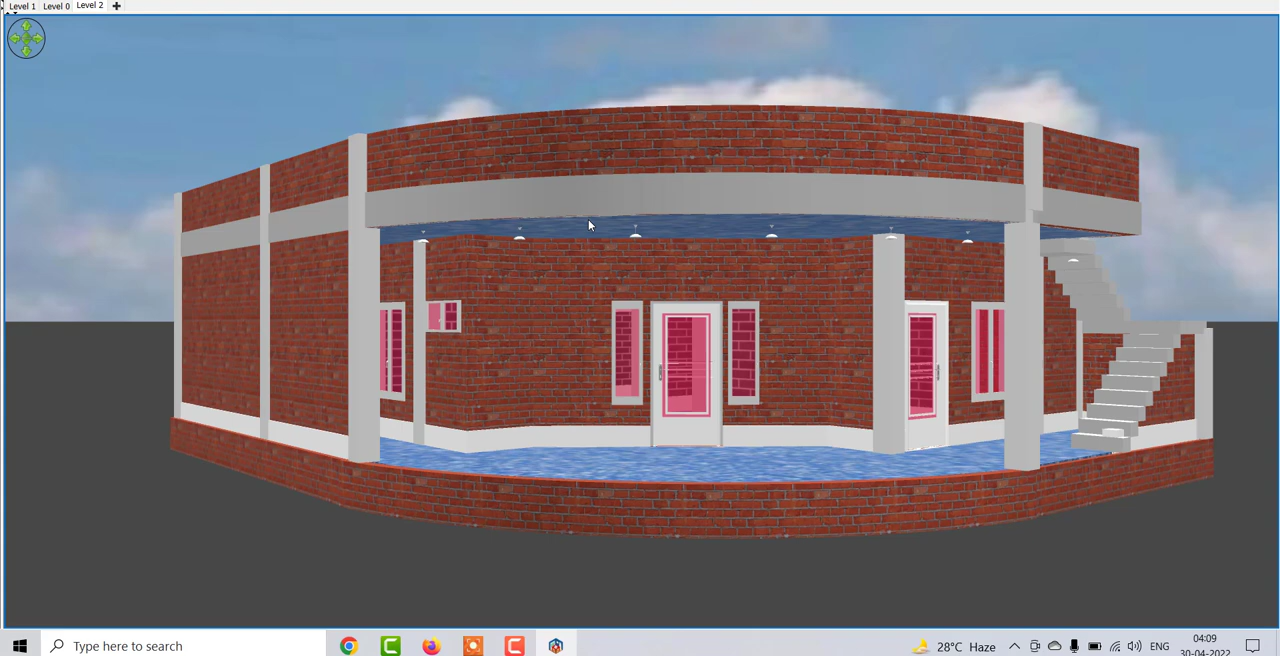 Level 1 Level 0 Level 2
Type here to search
28°C Haze
ENG
04:09
30-04-2022